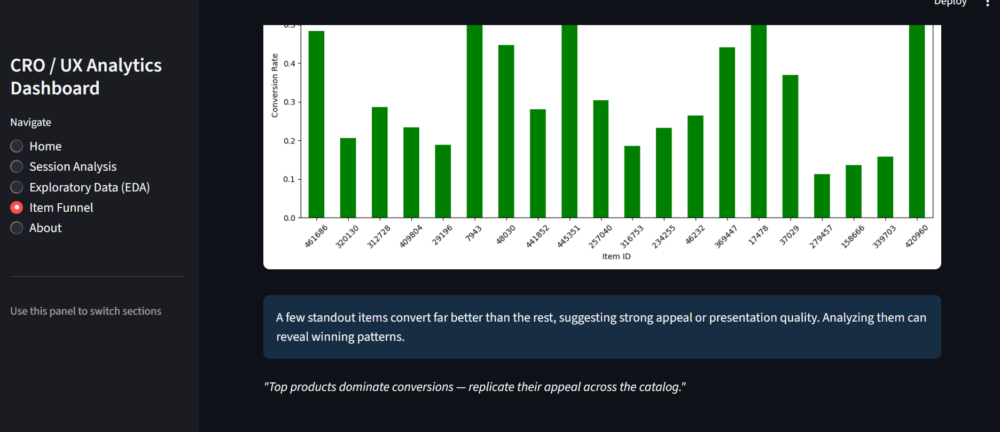 Deploy
CRO / UX Analytics
Dashboard
Navigate
Home
Session Analysis
Exploratory Data (EDA)
Item Funnel
About
Use this panel to switch sections
0.5
0.4
0.3
0.2
0.1
0.0
Conversion Rate
461686
320130
312728
409804
29196
7943
48030
441852
445351
257040
316753
234255
46232
369447
17478
37029
279457
158666
339703
420960
Item ID
A few standout items convert far better than the rest, suggesting strong appeal or presentation quality. Analyzing them can
reveal winning patterns.
"Top products dominate conversions — replicate their appeal across the catalog."